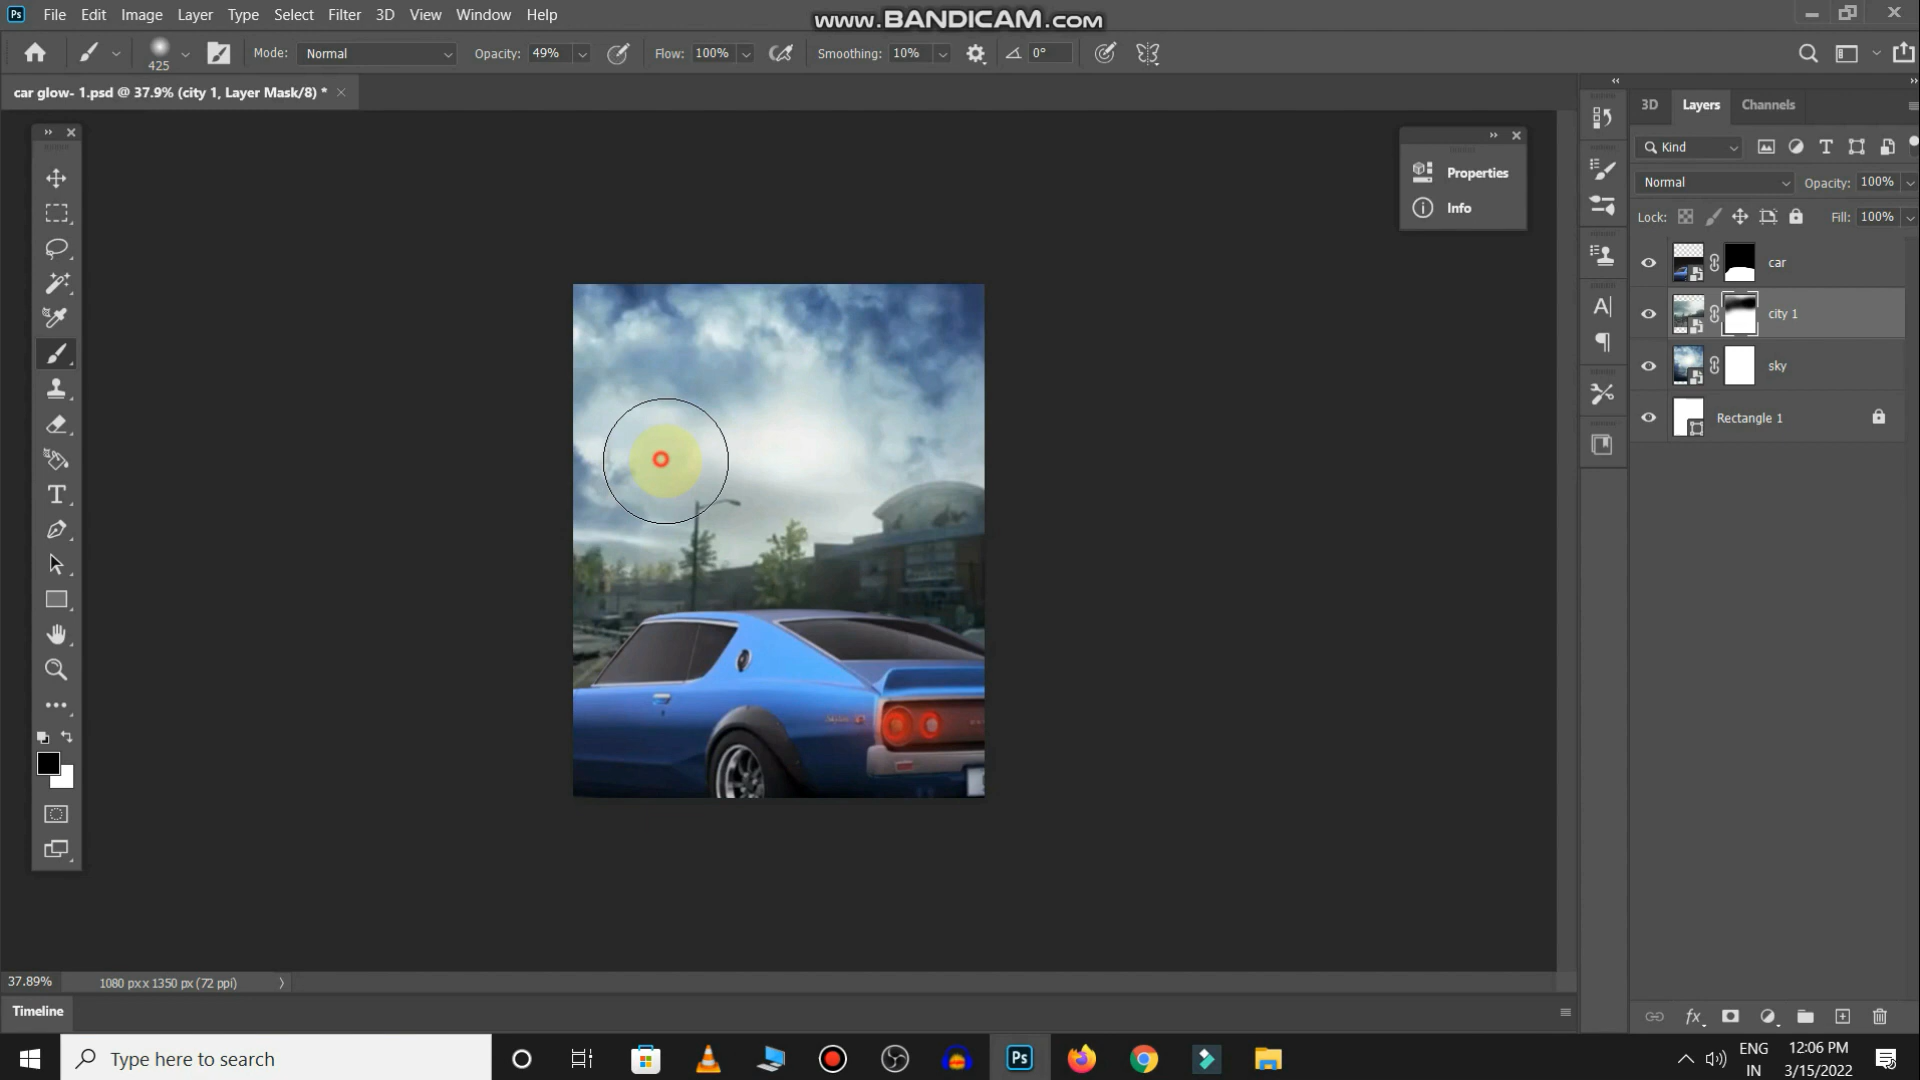 www.BANDICAM.com
Ps File Edit Image Layer Type Select Filter 3D View Window Help
425 Mode: Normal Opacity: 49% Flow: 100% Smoothing: 10% 0°
car glow- 1.psd @ 37.9% (city 1, Layer Mask/8) *
3D Layers Channels
Kind
Normal Opacity: 100%
Lock: Fill: 100%
car
city 1
sky
Rectangle 1
Properties
Info
37.89% 1080 px x 1350 px (72 ppi)
Timeline
Type here to search
Ps
ENG
IN
12:06 PM
3/15/2022